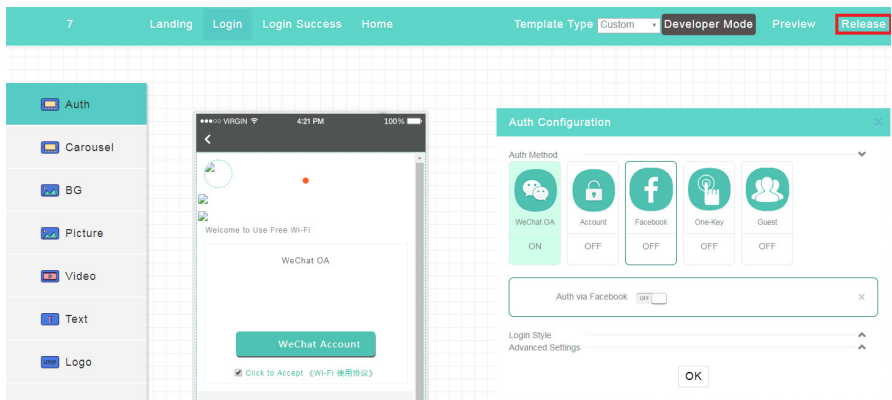 7 Landing Login Login Success Home Template Type Custom Developer Mode Preview Release
Auth
Carousel
BG
Picture
Video
Text
Logo
VIRGIN 4:21 PM 100%
Welcome to Use Free Wi-Fi
WeChat OA
WeChat Account
Click to Accept 《Wi-Fi 使用协议》
Auth Configuration
Auth Method
WeChat OA Account Facebook One-Key Guest
ON OFF OFF OFF OFF
Auth via Facebook OFF
Login Style
Advanced Settings
OK